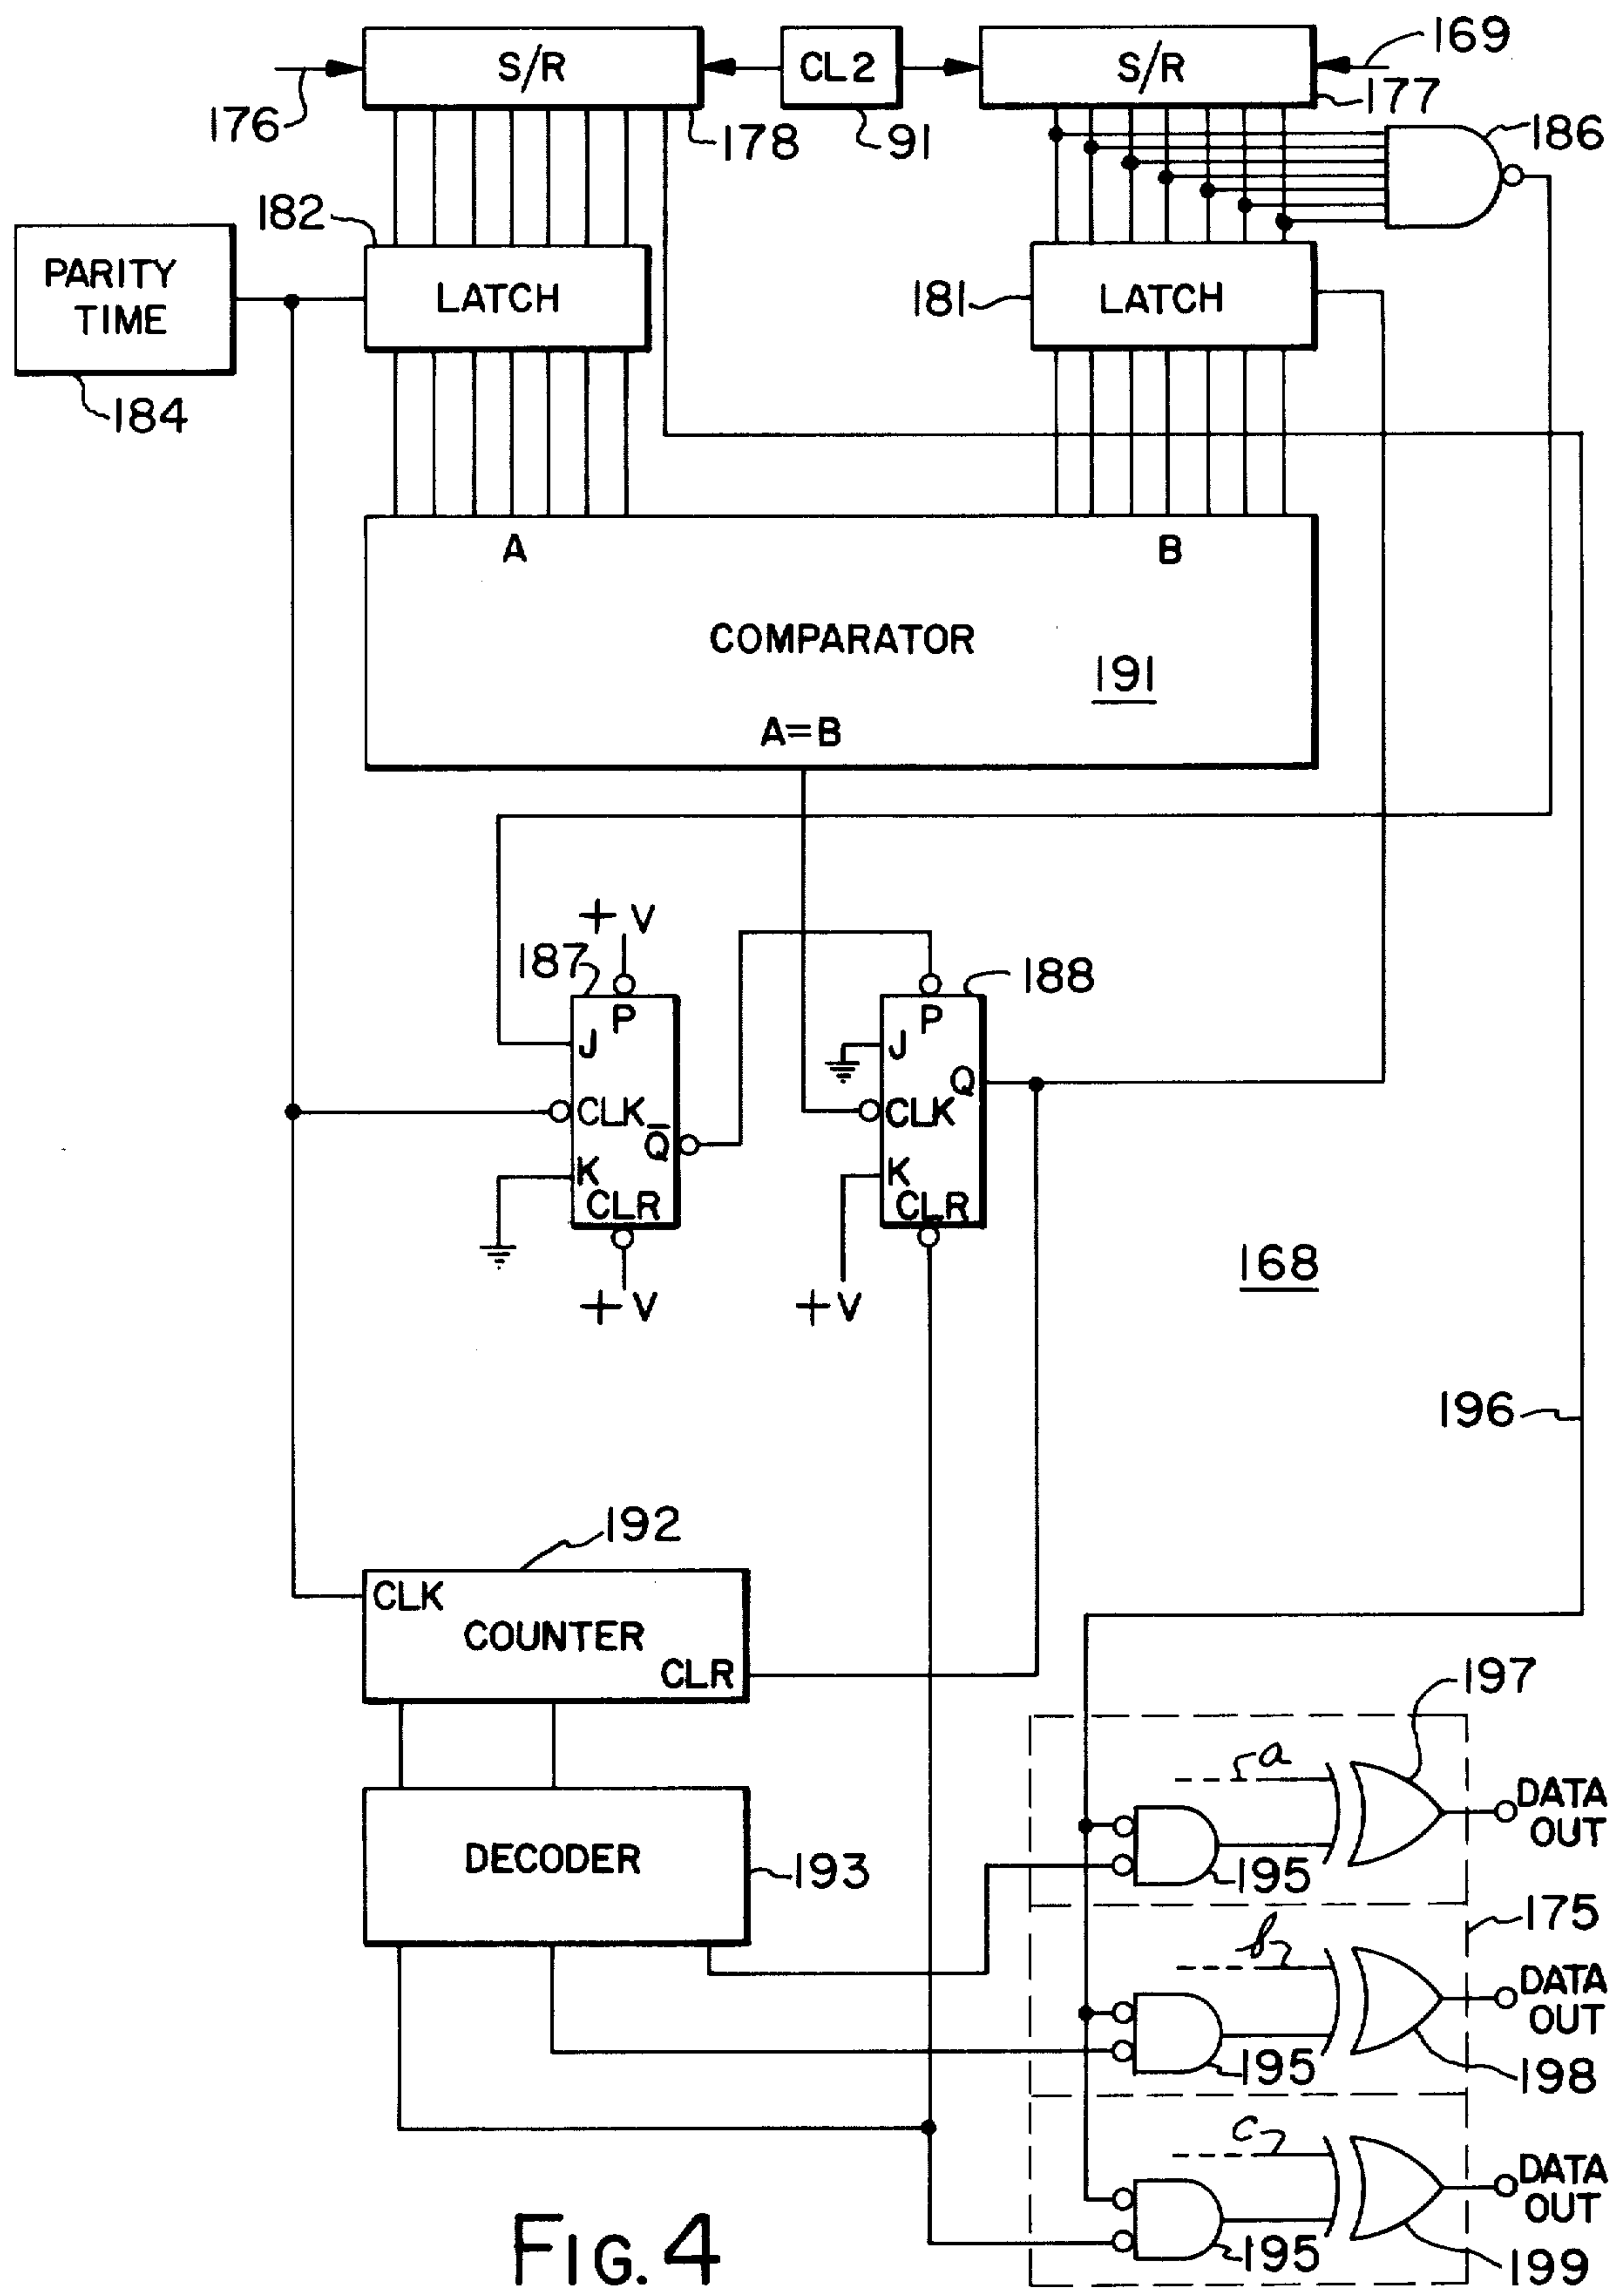 S/R
CL2
S/R
169
176
178
91
177
186
182
PARITY
TIME
LATCH
181
LATCH
184
A
B
COMPARATOR
191
A=B
+V
187
188
P
J
CLK
Q̅
K
CLR
+V
P
J
Q
CLK
K
CLR
+V
168
196
192
CLK
COUNTER
CLR
197
a
DATA
OUT
DECODER
193
195
175
b
DATA
OUT
195
198
c
DATA
OUT
195
199
FIG. 4